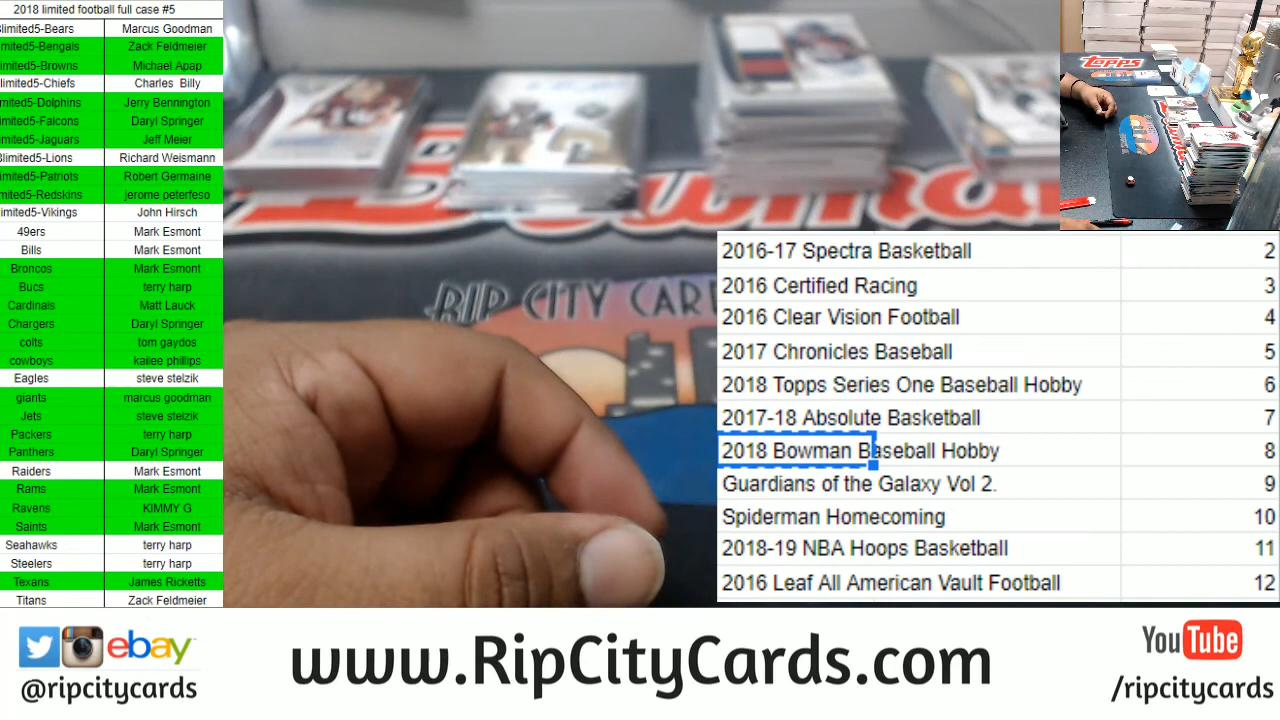 2018 limited football full case #5
limited5-Bears Marcus Goodman
mited5-Bengals Zack Feldmeier
mited5-Browns Michael Apap
limited5-Chiefs Charles Billy
mited5-Dolphins Jerry Bennington
mited5-Falcons Daryl Springer
mited5-Jaguars Jeff Meier
8limited5-Lions Richard Weismann
mited5-Patriots Robert Germaine
mited5-Redskins jerome peterfeso
imited5-Vikings John Hirsch
49ers Mark Esmont
Bills Mark Esmont
Broncos Mark Esmont
Bucs terry harp
Cardinals Matt Lauck
Chargers Daryl Springer
colts tom gaydos
cowboys kailee phillips
Eagles steve stelzik
giants marcus goodman
Jets steve stelzik
Packers terry harp
Panthers Daryl Springer
Raiders Mark Esmont
Rams Mark Esmont
Ravens KIMMY G
Saints Mark Esmont
Seahawks terry harp
Steelers terry harp
Texans James Ricketts
Titans Zack Feldmeier
RIP CITY CAR
Topps
2016-17 Spectra Basketball 2
2016 Certified Racing 3
2016 Clear Vision Football 4
2017 Chronicles Baseball 5
2018 Topps Series One Baseball Hobby 6
2017-18 Absolute Basketball 7
2018 Bowman Baseball Hobby 8
Guardians of the Galaxy Vol 2. 9
Spiderman Homecoming 10
2018-19 NBA Hoops Basketball 11
2016 Leaf All American Vault Football 12
ebay
@ripcitycards
www.RipCityCards.com
YouTube
/ripcitycards